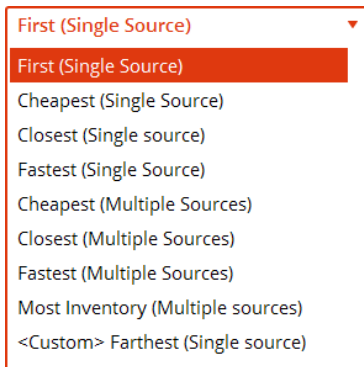 First (Single Source)
First (Single Source)
Cheapest (Single Source)
Closest (Single source)
Fastest (Single Source)
Cheapest (Multiple Sources)
Closest (Multiple Sources)
Fastest (Multiple Sources)
Most Inventory (Multiple sources)
<Custom> Farthest (Single source)